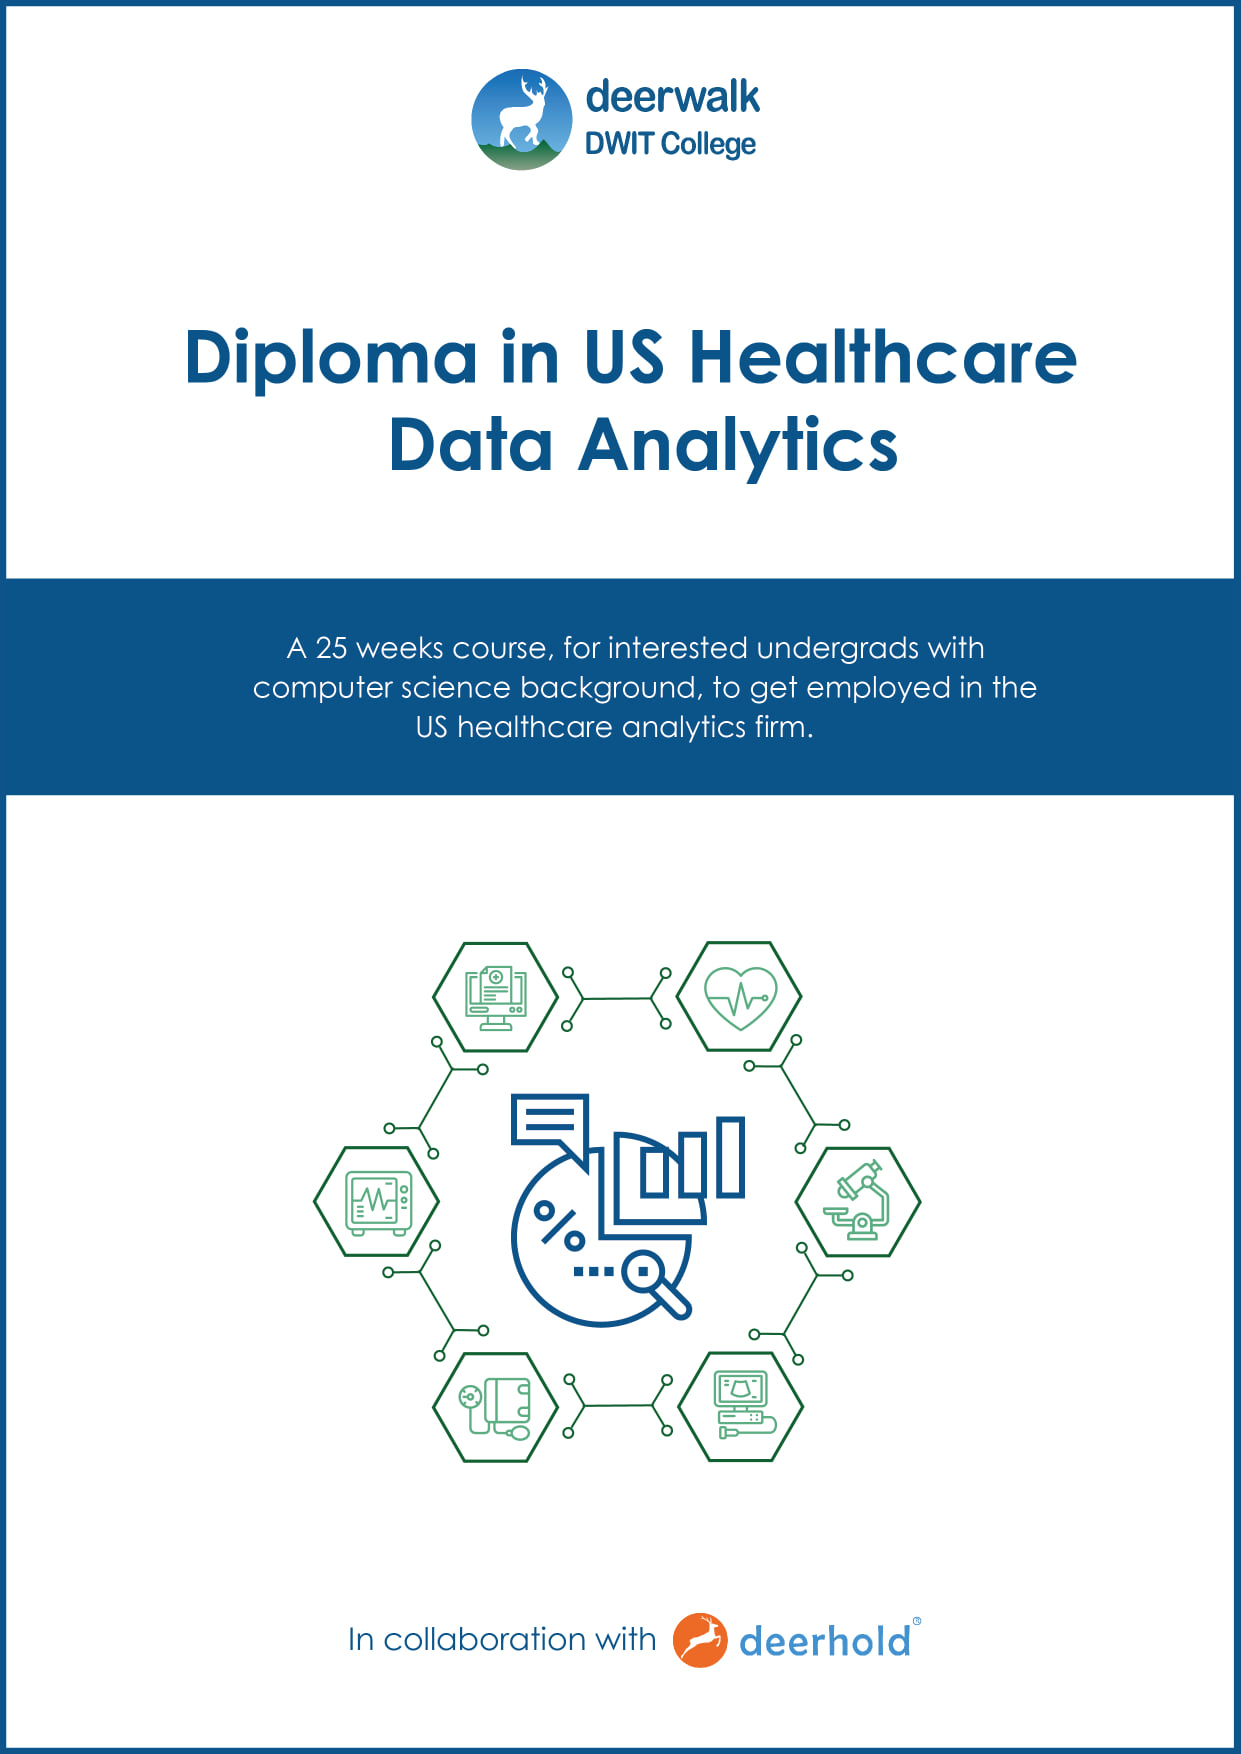 deerwalk
DWIT College
Diploma in US Healthcare
Data Analytics
A 25 weeks course, for interested undergrads with
computer science background, to get employed in the
US healthcare analytics firm.
%
In collaboration with deerhold®